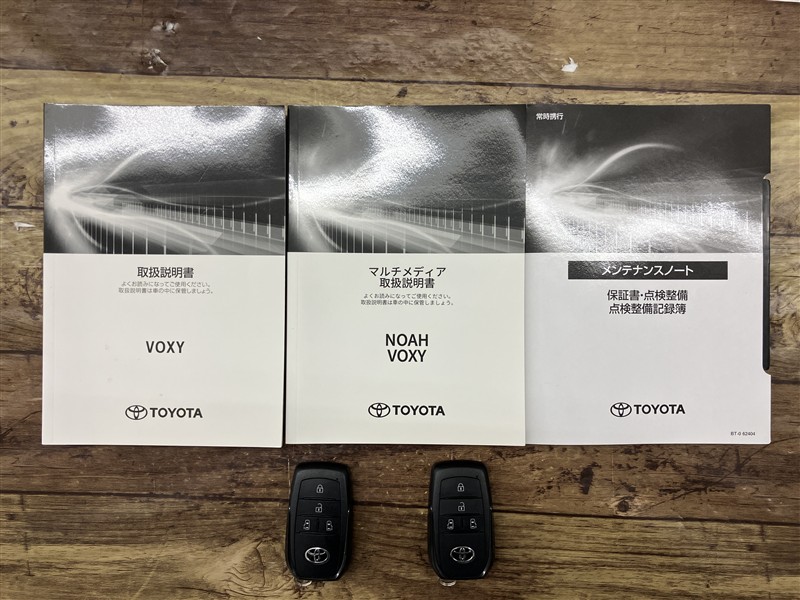 取扱説明書
よくお読みになってご使用ください。
取扱説明書は車の中に保管しましょう。
VOXY
TOYOTA
マルチメディア
取扱説明書
よくお読みになってご使用ください。
取扱説明書は車の中に保管しましょう。
NOAH
VOXY
TOYOTA
常時携行
メンテナンスノート
保証書・点検整備
点検整備記録簿
TOYOTA
BT-0 62404